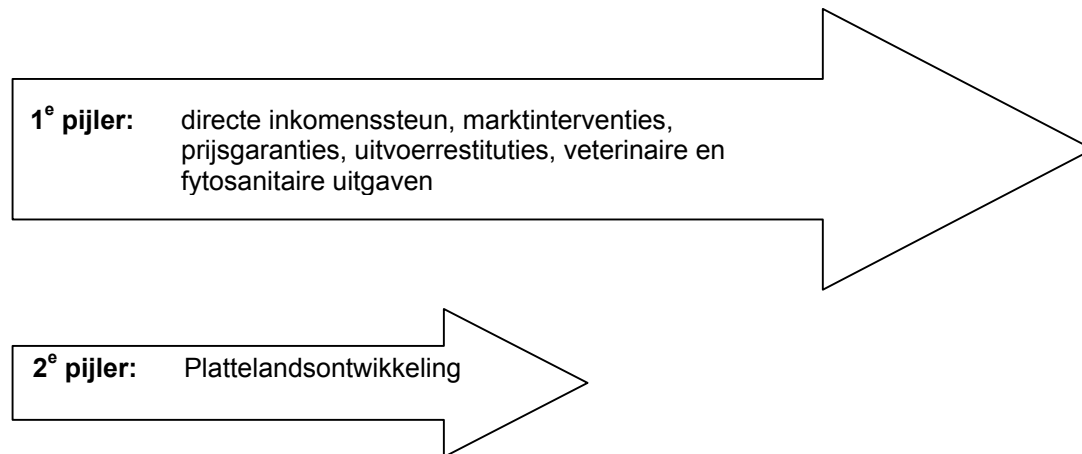 1e pijler: directe inkomenssteun, marktinterventies,
prijsgaranties, uitvoerrestituties, veterinaire en
fytosanitaire uitgaven
2e pijler: Plattelandsontwikkeling